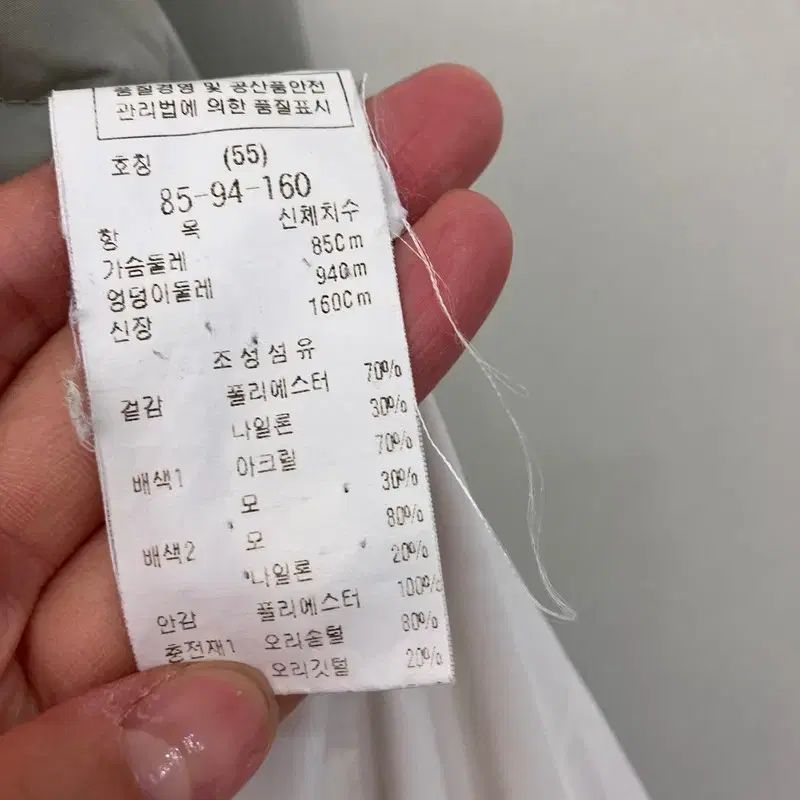 품질경영 및 공산품안전
관리법에 의한 품질표시
호칭 (55)
85-94-160
항 목 신체치수
가슴둘레 85Cm
엉덩이둘레 94Cm
신장 160Cm
조성섬유
겉감 폴리에스터 70%
나일론 30%
배색1 아크릴 70%
모 30%
배색2 모 80%
나일론 20%
안감 폴리에스터 100%
충전재1 오리솜털 80%
오리깃털 20%